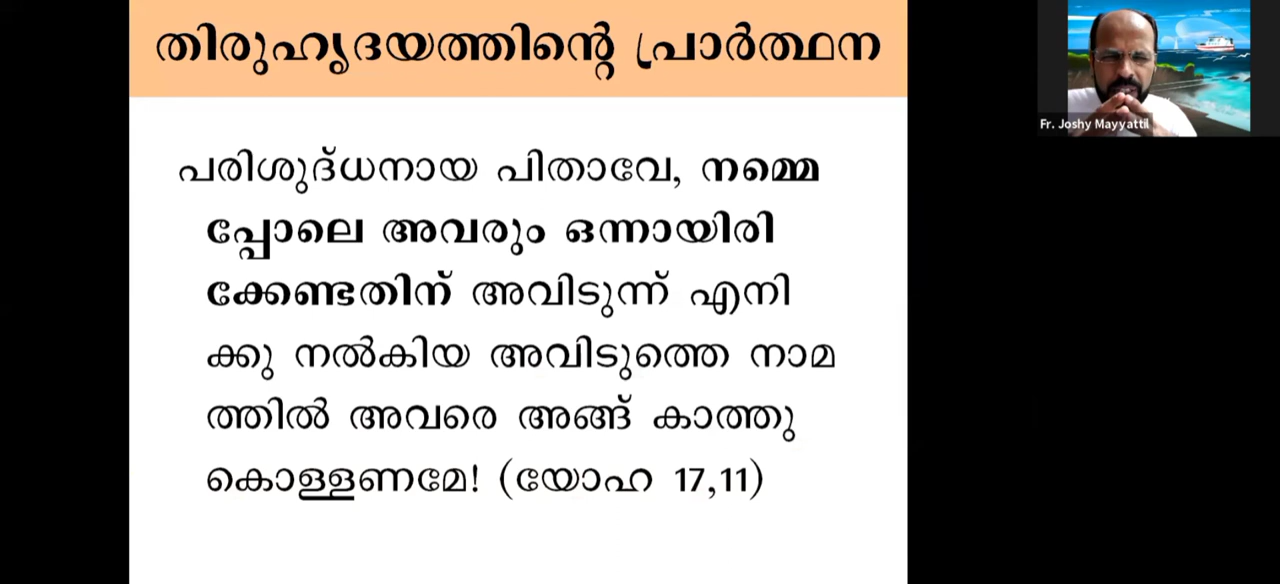 തിരുഹൃദയത്തിന്റെ പ്രാർത്ഥന
പരിശുദ്ധനായ പിതാവേ, നമ്മെ
പ്പോലെ അവരും ഒന്നായിരി
ക്കേണ്ടതിന് അവിടുന്ന് എനി
ക്കു നൽകിയ അവിടുത്തെ നാമ
ത്തിൽ അവരെ അങ്ങ് കാത്തു
കൊള്ളണമേ! (യോഹ 17,11)
Fr. Joshy Mayyattil